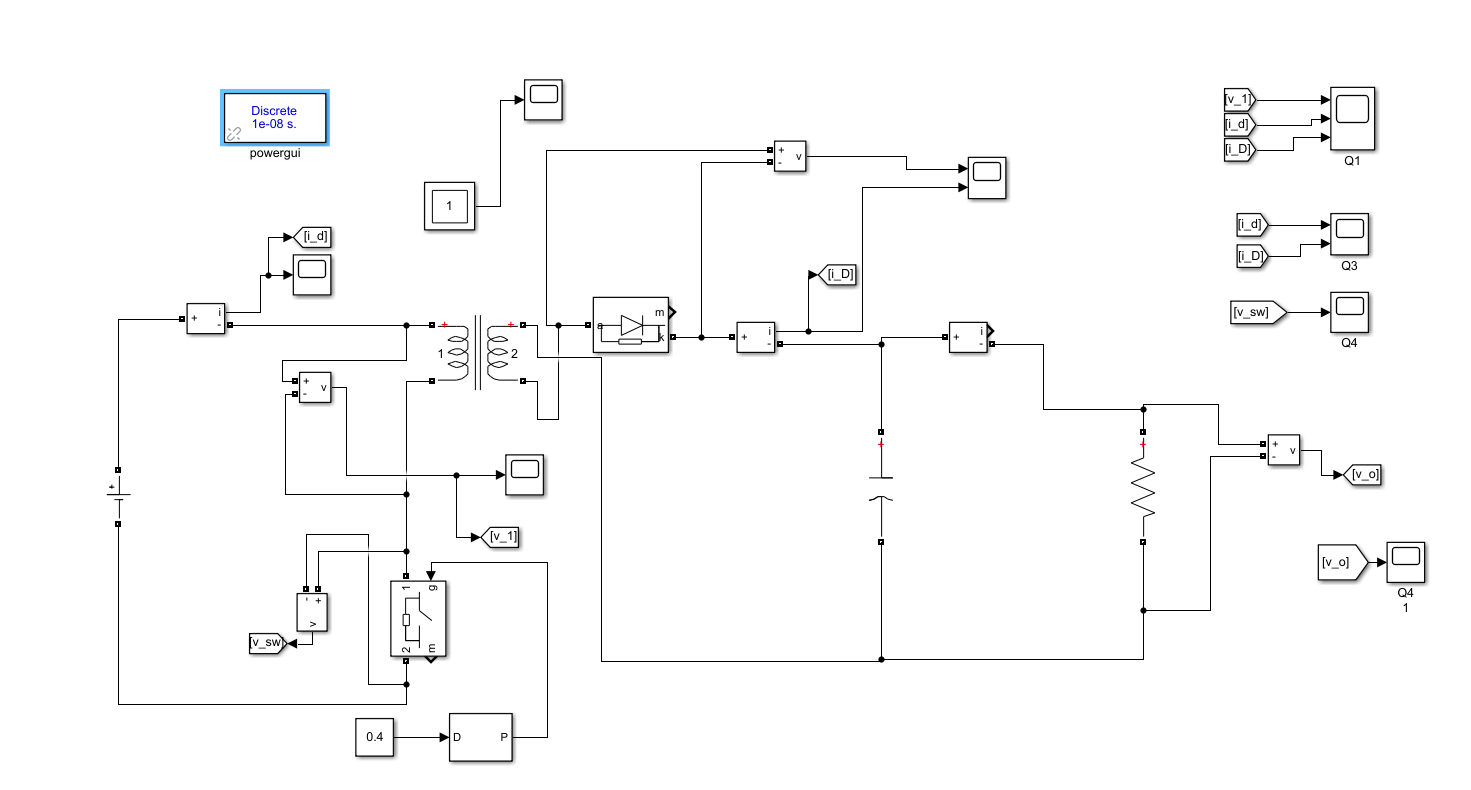 Discrete
1e-08 s.
powergui
1
[i_d]
i
+
-
+
-
v
1
+
+
2
+
-
v
a
m
k
[i_D]
+
i
-
+
i
-
[v_1]
[i_d]
[i_D]
Q1
[i_d]
[i_D]
Q3
[v_sw]
Q4
+
+
+
+
-
v
[v_o]
[v_1]
- +
v
[v_sw]
1
g
2
m
0.4
D
P
[v_o]
Q4
1